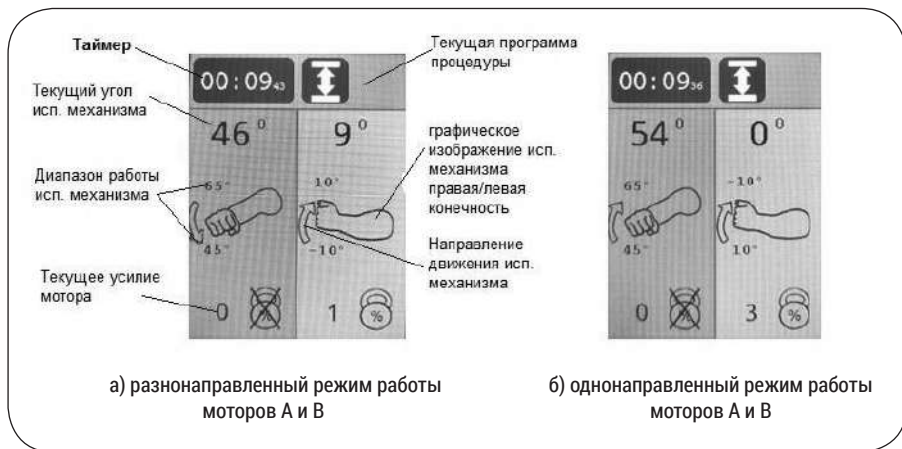 Таймер
Текущий угол
исп. механизма
Диапазон работы
исп. механизма
Текущее усилие
мотора
00:09 43
46°
9°
65°
45°
10°
-10°
0
%
1
%
Текущая программа
процедуры
графическое
изображение исп.
механизма
правая/левая
конечность
Направление
движения исп.
механизма
00:09 36
54°
0°
65°
45°
-10°
10°
0
%
3
%
а) разнонаправленный режим работы
моторов А и В
б) однонаправленный режим работы
моторов А и В